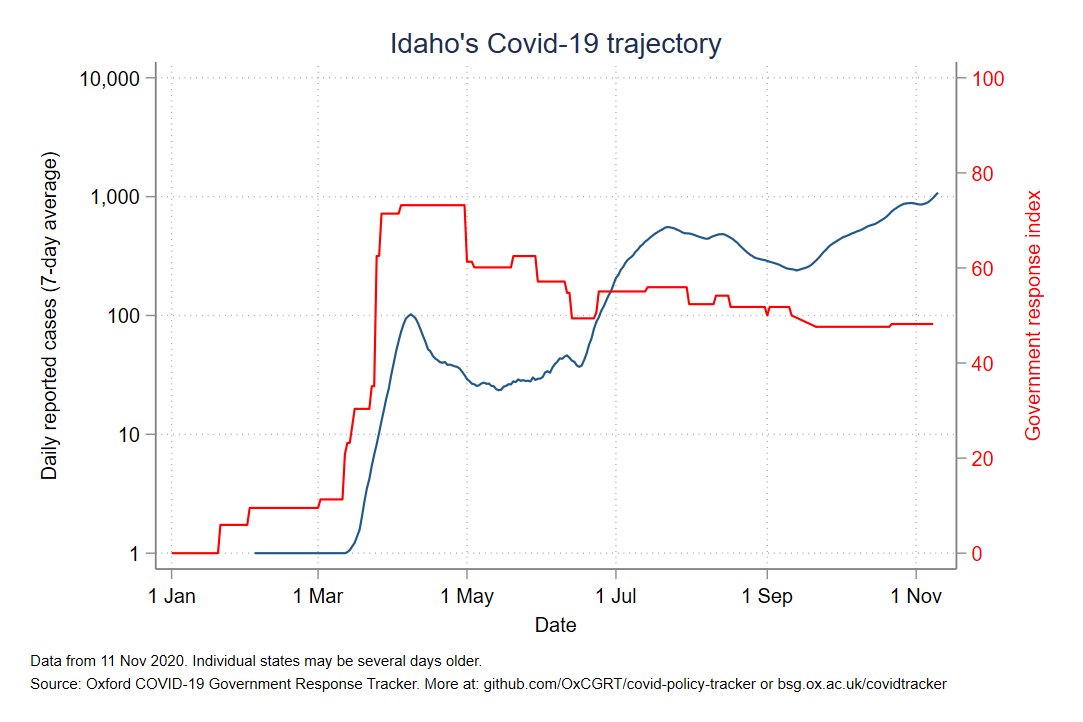 Idaho's Covid-19 trajectory
10,000
1,000
100
10
1
Daily reported cases (7-day average)
100
80
60
40
20
0
Government response index
1 Jan 1 Mar 1 May 1 Jul 1 Sep 1 Nov
Date
Data from 11 Nov 2020. Individual states may be several days older.
Source: Oxford COVID-19 Government Response Tracker. More at: github.com/OxCGRT/covid-policy-tracker or bsg.ox.ac.uk/covidtracker